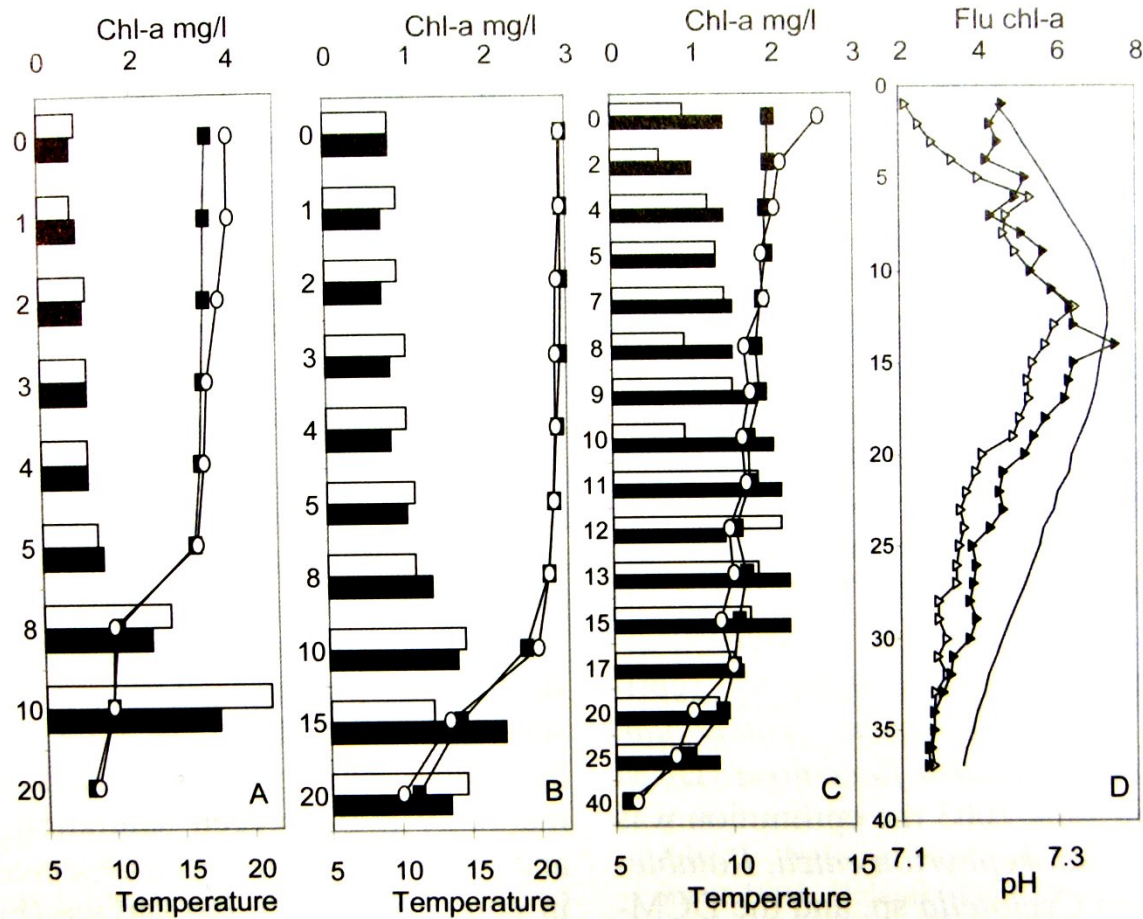 Chl-a mg/l Chl-a mg/l Chl-a mg/l Flu chl-a
0 2 4 0 1 2 3 0 1 2 3 2 4 6 8
0 1 2 3 4 5 8 10 20
A
0 1 2 3 4 5 8 10 15 20
B
0 2 4 5 7 8 9 10 11 12 13 15 17 20 25 40
C
0 5 10 15 20 25 30 35 40
D
5 10 15 20 5 10 15 20 5 10 15 7.1 7.3
Temperature Temperature Temperature pH